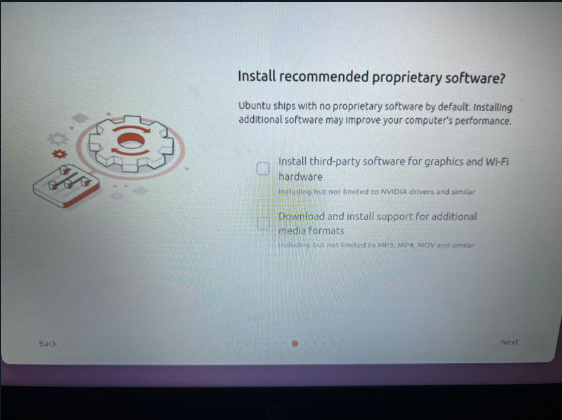 Install recommended proprietary software?
Ubuntu ships with no proprietary software by default. Installing
additional software may improve your computer's performance.
Install third-party software for graphics and Wi-Fi
hardware
Including but not limited to NVIDIA drivers and similar
Download and install support for additional
media formats
Including but not limited to MP3, MP4, MOV and similar
Back
Next